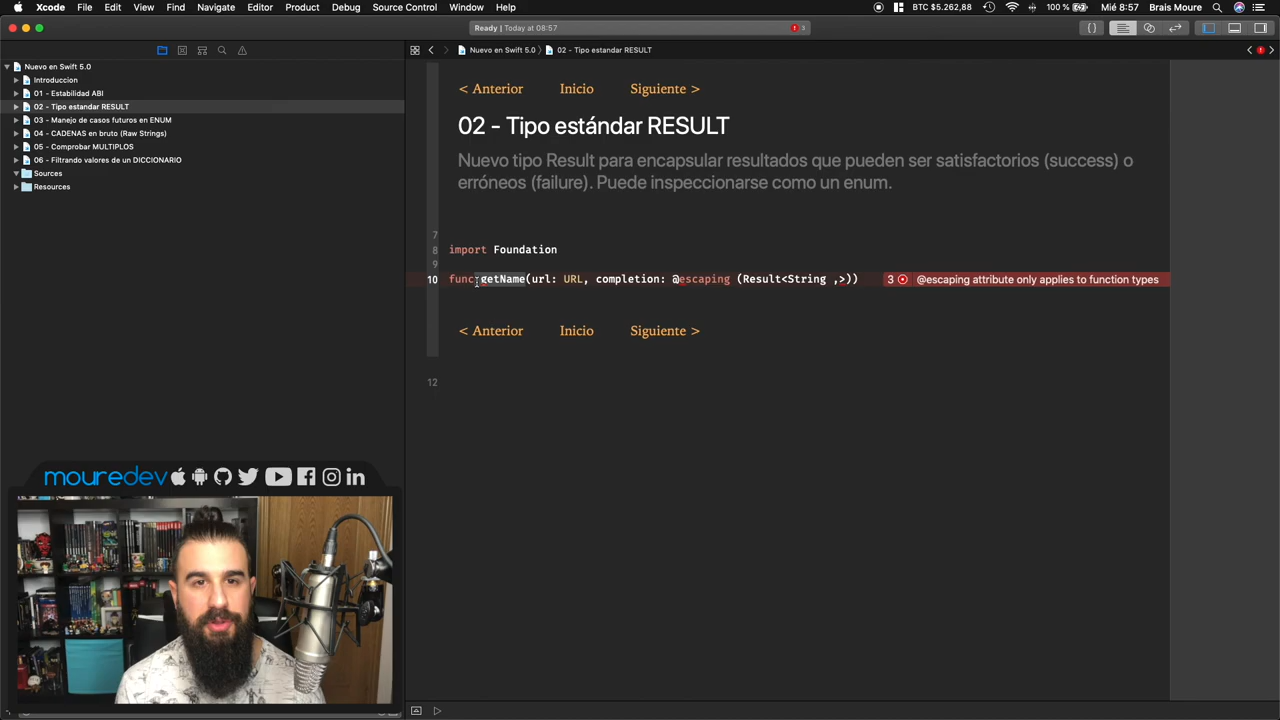 Xcode File Edit View Find Navigate Editor Product Debug Source Control Window Help BTC $5.262,88 100 % Mié 8:57 Brais Moure
Ready | Today at 08:57 3
Nuevo en Swift 5.0 02 - Tipo estandar RESULT
Nuevo en Swift 5.0
Introduccion
01 - Estabilidad ABI
02 - Tipo estandar RESULT
03 - Manejo de casos futuros en ENUM
04 - CADENAS en bruto (Raw Strings)
05 - Comprobar MULTIPLOS
06 - Filtrando valores de un DICCIONARIO
Sources
Resources
< Anterior Inicio Siguiente >
02 - Tipo estándar RESULT
Nuevo tipo Result para encapsular resultados que pueden ser satisfactorios (success) o
erróneos (failure). Puede inspeccionarse como un enum.
7
8 import Foundation
9
10 func getName(url: URL, completion: @escaping (Result<String ,>)) 3 @escaping attribute only applies to function types
< Anterior Inicio Siguiente >
12
mouredev